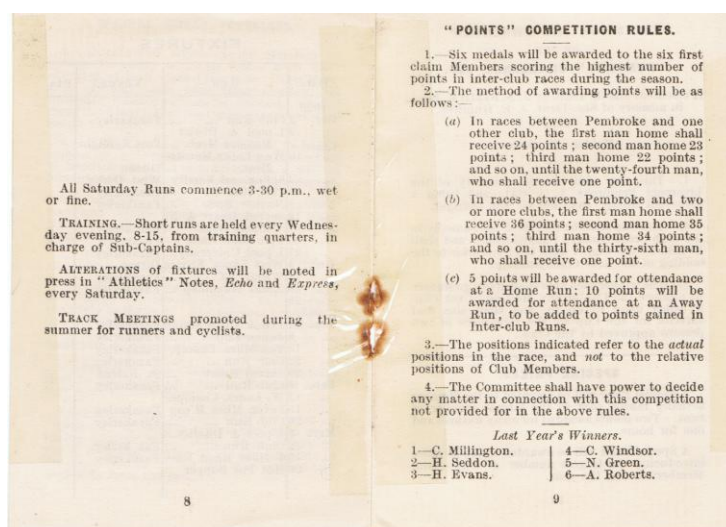 All Saturday Runs commence 3-30 p.m., wet
or fine.
TRAINING.—Short runs are held every Wednes-
day evening, 8-15, from training quarters, in
charge of Sub-Captains.
ALTERATIONS of fixtures will be noted in
press in "Athletics" Notes, Echo and Express,
every Saturday.
TRACK MEETINGS promoted during the
summer for runners and cyclists.
8
"POINTS" COMPETITION RULES.
1.—Six medals will be awarded to the six first
claim Members scoring the highest number of
points in inter-club races during the season.
2.—The method of awarding points will be as
follows:—
(a) In races between Pembroke and one
other club, the first man home shall
receive 24 points; second man home 23
points; third man home 22 points;
and so on, until the twenty-fourth man,
who shall receive one point.
(b) In races between Pembroke and two
or more clubs, the first man home shall
receive 36 points; second man home 35
points; third man home 34 points;
and so on, until the thirty-sixth man,
who shall receive one point.
(c) 5 points will be awarded for ottendance
at a Home Run; 10 points will be
awarded for attendance at an Away
Run, to be added to points gained in
Inter-club Runs.
3.—The positions indicated refer to the actual
positions in the race, and not to the relative
positions of Club Members.
4.—The Committee shall have power to decide
any matter in connection with this competition
not provided for in the above rules.
Last Year's Winners.
1—C. Millington.
2—H. Seddon.
3—H. Evans.
4—C. Windsor.
5—N. Green.
6—A. Roberts.
9